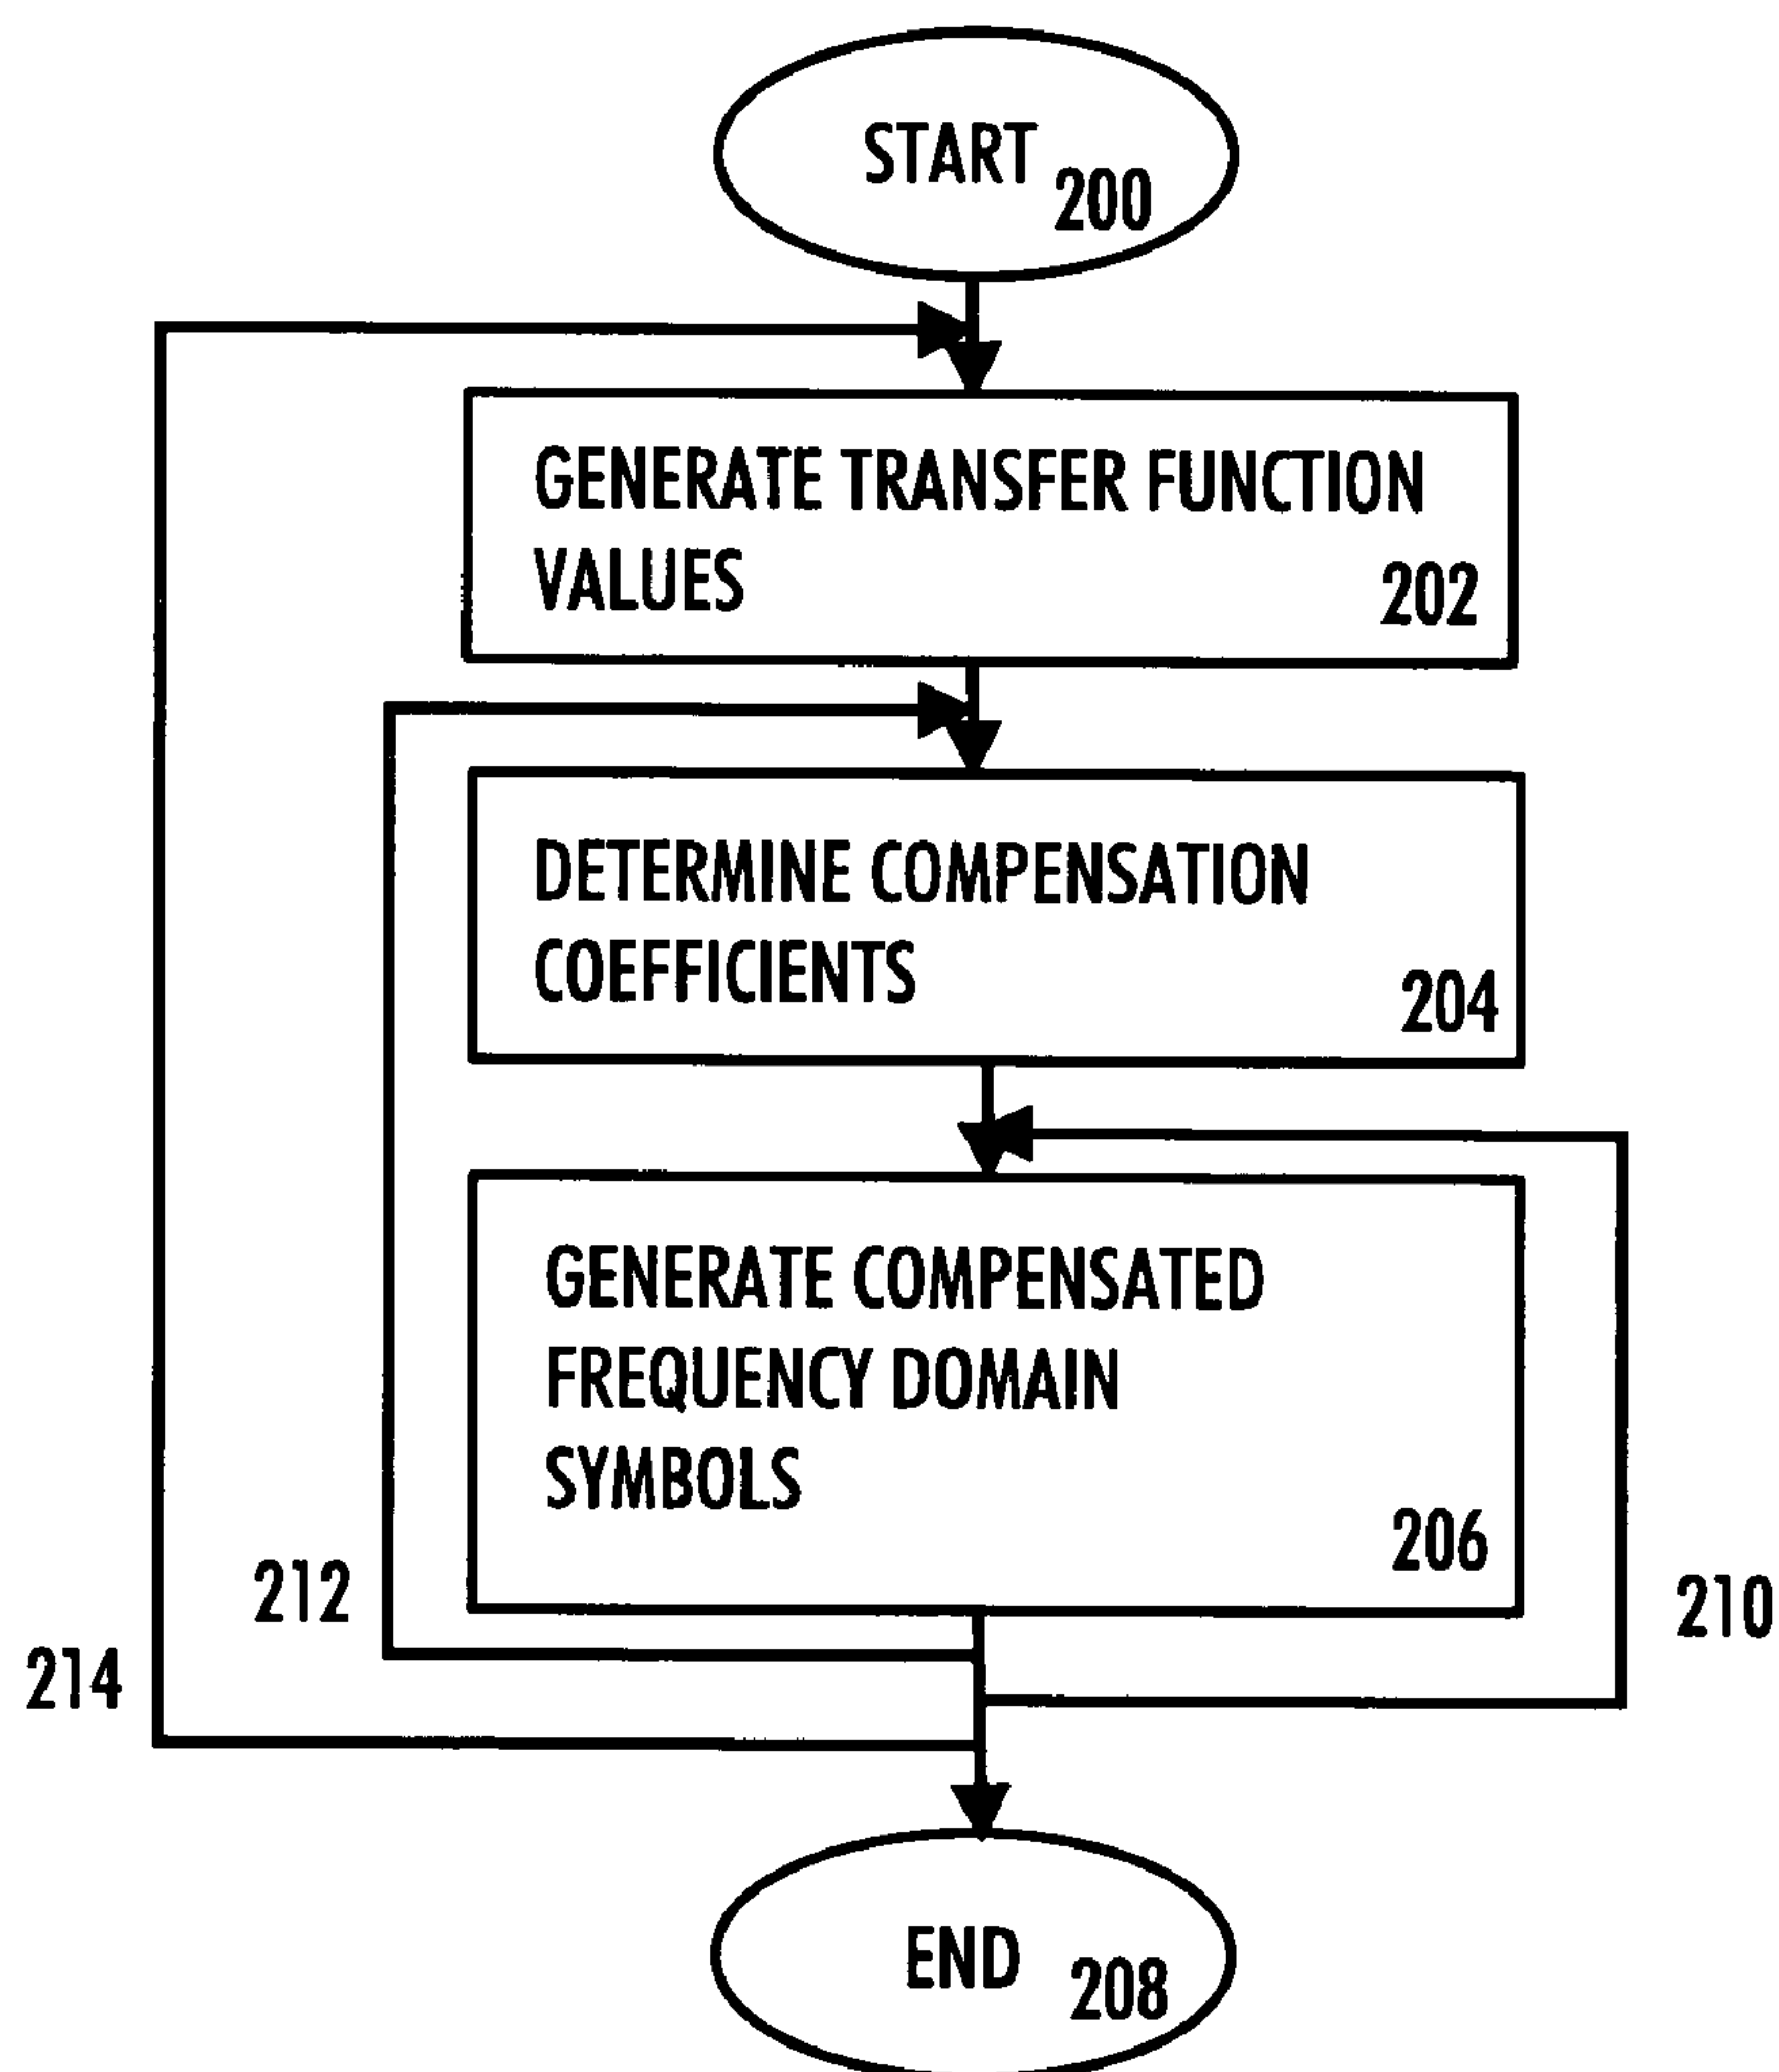 START 200
GENERATE TRANSFER FUNCTION
VALUES
202
DETERMINE COMPENSATION
COEFFICIENTS
204
GENERATE COMPENSATED
FREQUENCY DOMAIN
SYMBOLS
206
212
210
214
END 208